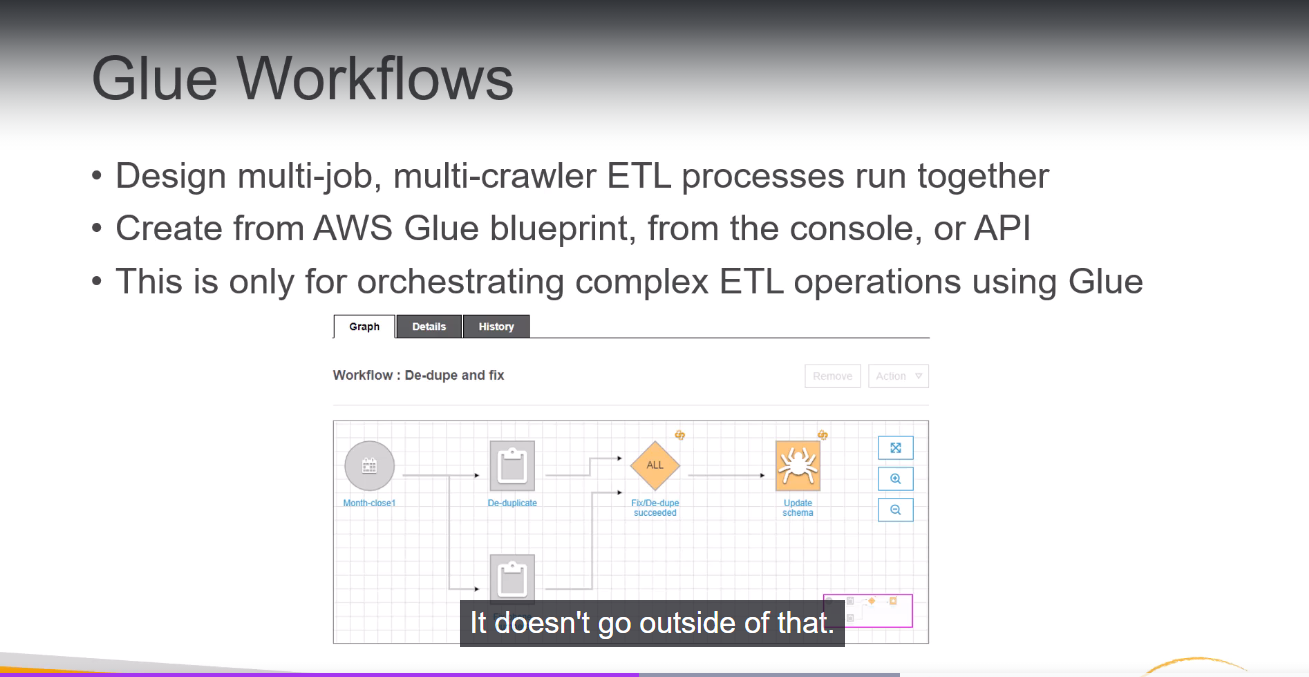 Glue Workflows
• Design multi-job, multi-crawler ETL processes run together
• Create from AWS Glue blueprint, from the console, or API
• This is only for orchestrating complex ETL operations using Glue
Graph Details History
Workflow : De-dupe and fix
Remove Action
ALL
Month-close1 De-duplicate Fix/De-dupe Update
succeeded schema
It doesn't go outside of that.